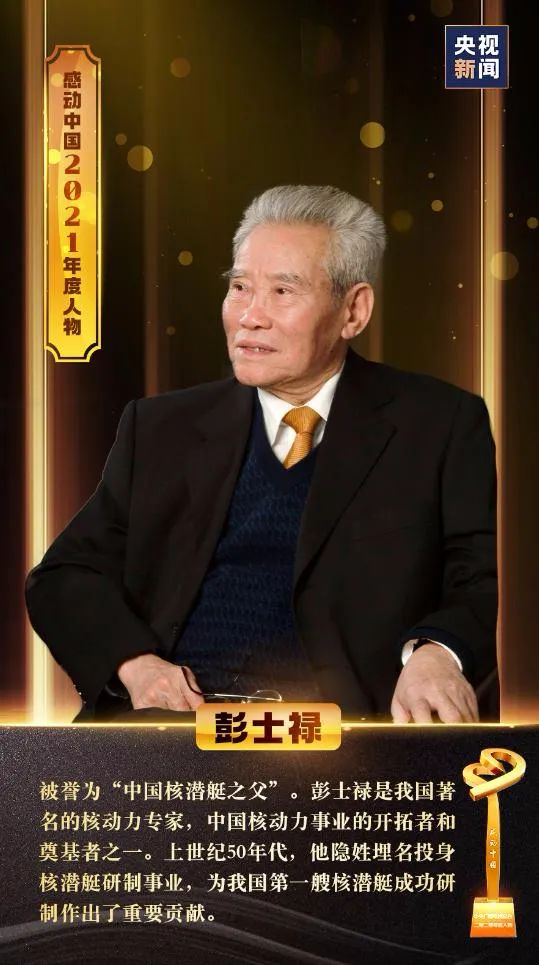 央视
新闻
感动中国2021年度人物
彭士禄
被誉为“中国核潜艇之父”。彭士禄是我国著
名的核动力专家，中国核动力事业的开拓者和
奠基者之一。上世纪50年代，他隐姓埋名投身
核潜艇研制事业，为我国第一艘核潜艇成功研
制作出了重要贡献。
感动中国